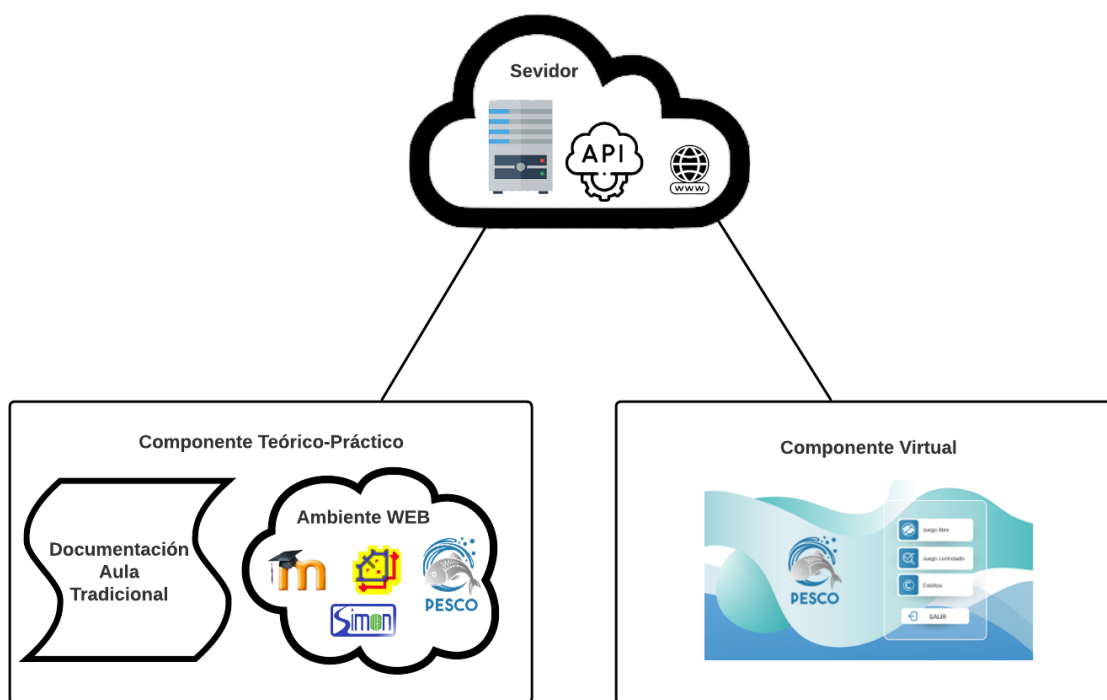 Sevidor
API
www
Componente Teórico-Práctico
Documentación
Aula
Tradicional
Ambiente WEB
m
PESCO
Simon
Componente Virtual
PESCO
Juego libre
Juego controlado
Créditos
SALIR